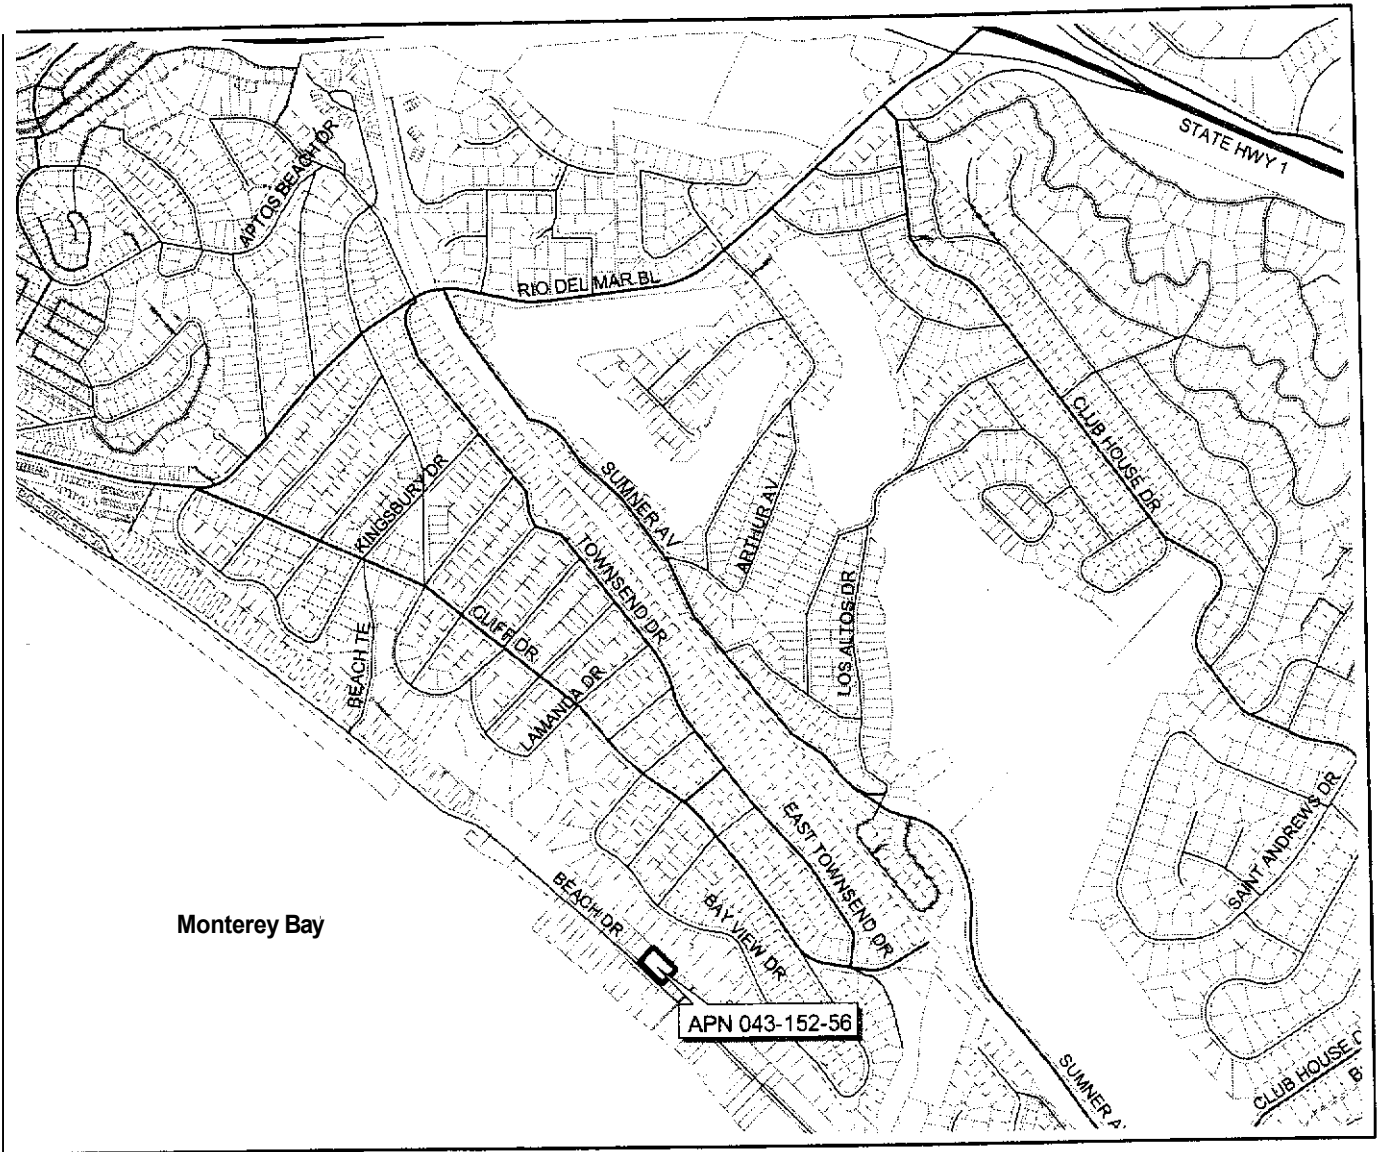 STATE HWY 1
APTOS BEACH DR
RIO DEL MAR BL
CLUB HOUSE DR
KINGSBURY DR
SUMNER AV
ARTHUR AV
TOWNSEND DR
LOS ALTOS DR
CLIFF DR
BEACH TE
LAMANDA DR
EAST TOWNSEND DR
SAINT ANDREWS DR
BEACH DR
BAY VIEW DR
Monterey Bay
APN 043-152-56
SUMNER A
CLUB HOUSE D
B